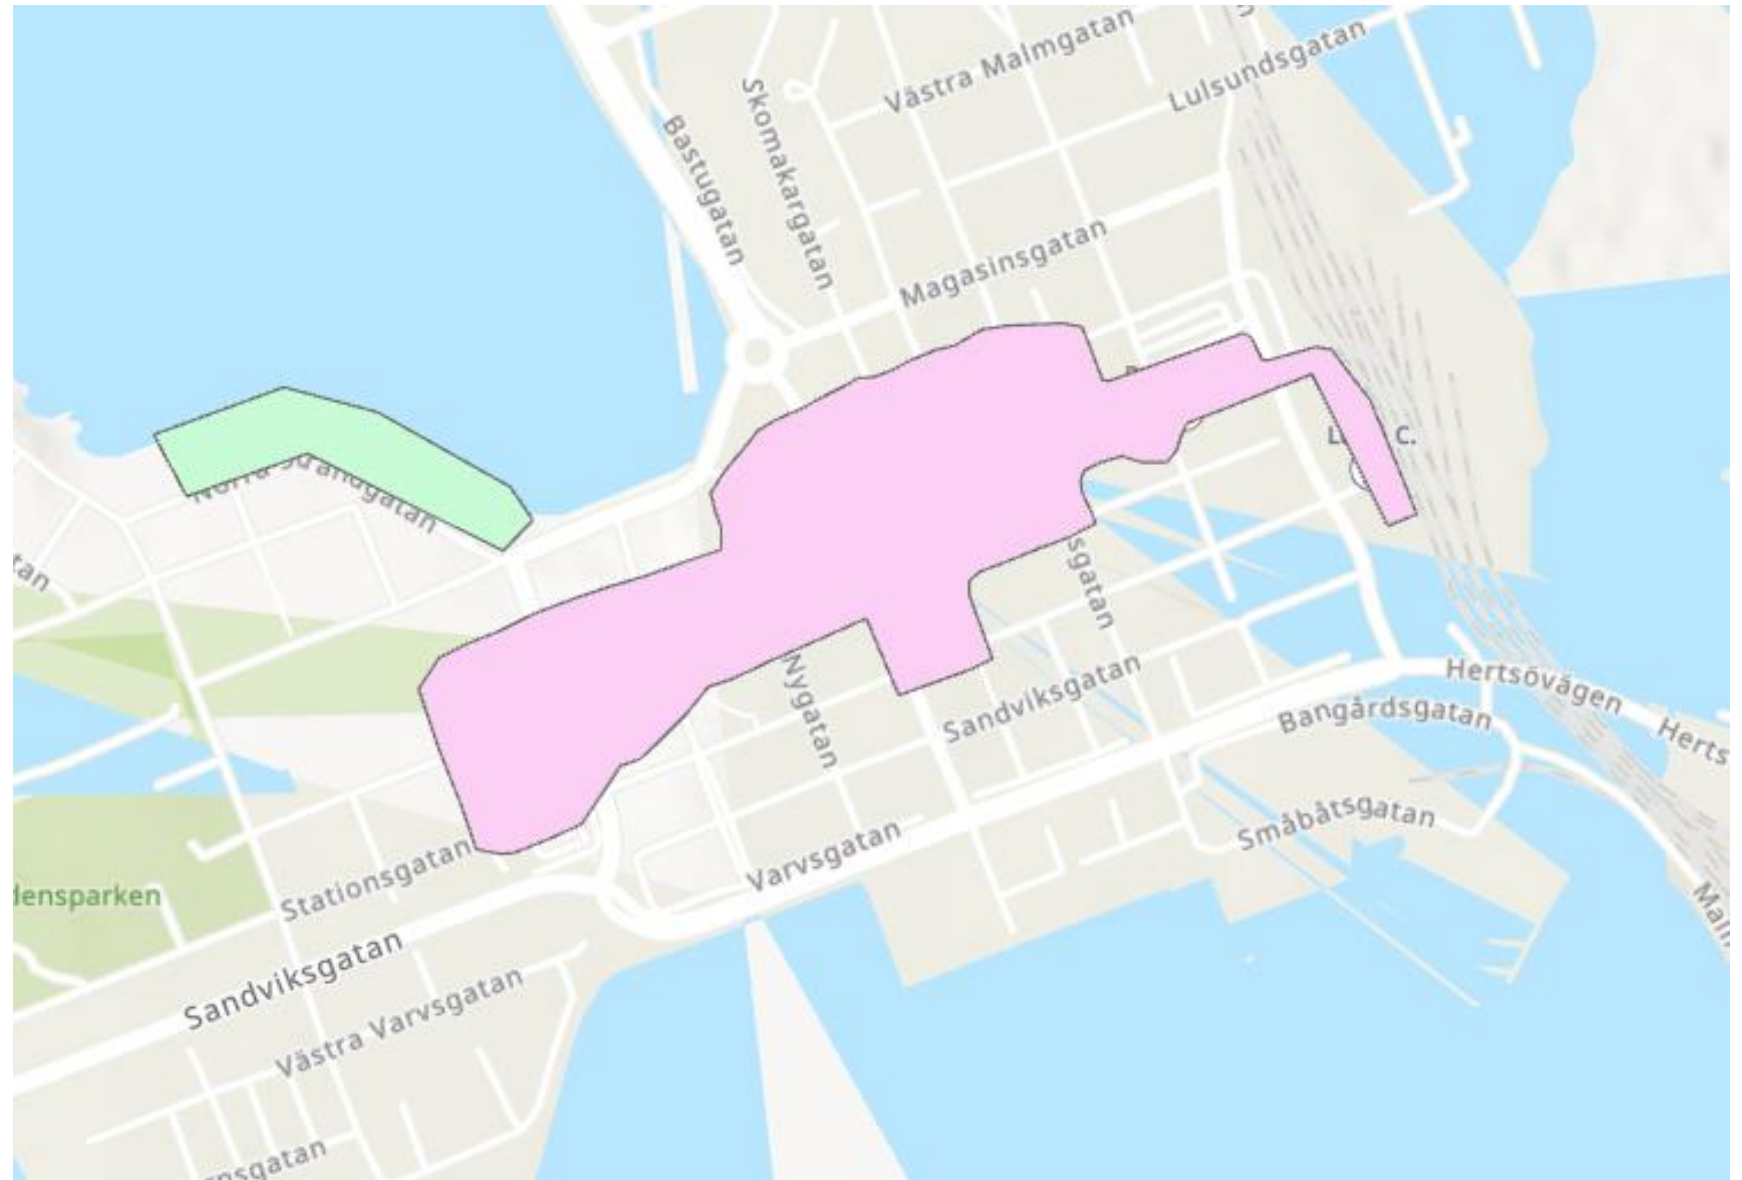 Västra Malmgatan
Lulsundsgatan
Skomakargatan
Bastugatan
Magasinsgatan
C.
tan
sgatan
Nygatan
Sandviksgatan
Hertsövägen
Herts
Bangårdsgatan
Småbåtsgatan
Varvsgatan
Stationsgatan
densparken
Sandviksgatan
Västra Varvsgatan